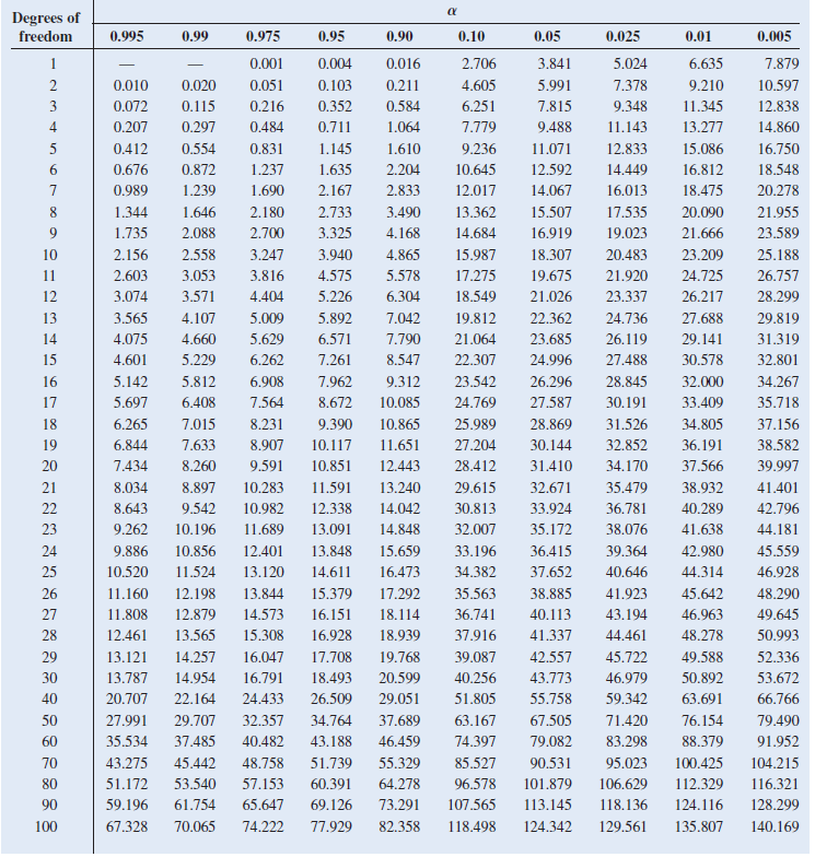 α
Degrees of
freedom 0.995 0.99 0.975 0.95 0.90 0.10 0.05 0.025 0.01 0.005
1 — — 0.001 0.004 0.016 2.706 3.841 5.024 6.635 7.879
2 0.010 0.020 0.051 0.103 0.211 4.605 5.991 7.378 9.210 10.597
3 0.072 0.115 0.216 0.352 0.584 6.251 7.815 9.348 11.345 12.838
4 0.207 0.297 0.484 0.711 1.064 7.779 9.488 11.143 13.277 14.860
5 0.412 0.554 0.831 1.145 1.610 9.236 11.071 12.833 15.086 16.750
6 0.676 0.872 1.237 1.635 2.204 10.645 12.592 14.449 16.812 18.548
7 0.989 1.239 1.690 2.167 2.833 12.017 14.067 16.013 18.475 20.278
8 1.344 1.646 2.180 2.733 3.490 13.362 15.507 17.535 20.090 21.955
9 1.735 2.088 2.700 3.325 4.168 14.684 16.919 19.023 21.666 23.589
10 2.156 2.558 3.247 3.940 4.865 15.987 18.307 20.483 23.209 25.188
11 2.603 3.053 3.816 4.575 5.578 17.275 19.675 21.920 24.725 26.757
12 3.074 3.571 4.404 5.226 6.304 18.549 21.026 23.337 26.217 28.299
13 3.565 4.107 5.009 5.892 7.042 19.812 22.362 24.736 27.688 29.819
14 4.075 4.660 5.629 6.571 7.790 21.064 23.685 26.119 29.141 31.319
15 4.601 5.229 6.262 7.261 8.547 22.307 24.996 27.488 30.578 32.801
16 5.142 5.812 6.908 7.962 9.312 23.542 26.296 28.845 32.000 34.267
17 5.697 6.408 7.564 8.672 10.085 24.769 27.587 30.191 33.409 35.718
18 6.265 7.015 8.231 9.390 10.865 25.989 28.869 31.526 34.805 37.156
19 6.844 7.633 8.907 10.117 11.651 27.204 30.144 32.852 36.191 38.582
20 7.434 8.260 9.591 10.851 12.443 28.412 31.410 34.170 37.566 39.997
21 8.034 8.897 10.283 11.591 13.240 29.615 32.671 35.479 38.932 41.401
22 8.643 9.542 10.982 12.338 14.042 30.813 33.924 36.781 40.289 42.796
23 9.262 10.196 11.689 13.091 14.848 32.007 35.172 38.076 41.638 44.181
24 9.886 10.856 12.401 13.848 15.659 33.196 36.415 39.364 42.980 45.559
25 10.520 11.524 13.120 14.611 16.473 34.382 37.652 40.646 44.314 46.928
26 11.160 12.198 13.844 15.379 17.292 35.563 38.885 41.923 45.642 48.290
27 11.808 12.879 14.573 16.151 18.114 36.741 40.113 43.194 46.963 49.645
28 12.461 13.565 15.308 16.928 18.939 37.916 41.337 44.461 48.278 50.993
29 13.121 14.257 16.047 17.708 19.768 39.087 42.557 45.722 49.588 52.336
30 13.787 14.954 16.791 18.493 20.599 40.256 43.773 46.979 50.892 53.672
40 20.707 22.164 24.433 26.509 29.051 51.805 55.758 59.342 63.691 66.766
50 27.991 29.707 32.357 34.764 37.689 63.167 67.505 71.420 76.154 79.490
60 35.534 37.485 40.482 43.188 46.459 74.397 79.082 83.298 88.379 91.952
70 43.275 45.442 48.758 51.739 55.329 85.527 90.531 95.023 100.425 104.215
80 51.172 53.540 57.153 60.391 64.278 96.578 101.879 106.629 112.329 116.321
90 59.196 61.754 65.647 69.126 73.291 107.565 113.145 118.136 124.116 128.299
100 67.328 70.065 74.222 77.929 82.358 118.498 124.342 129.561 135.807 140.169